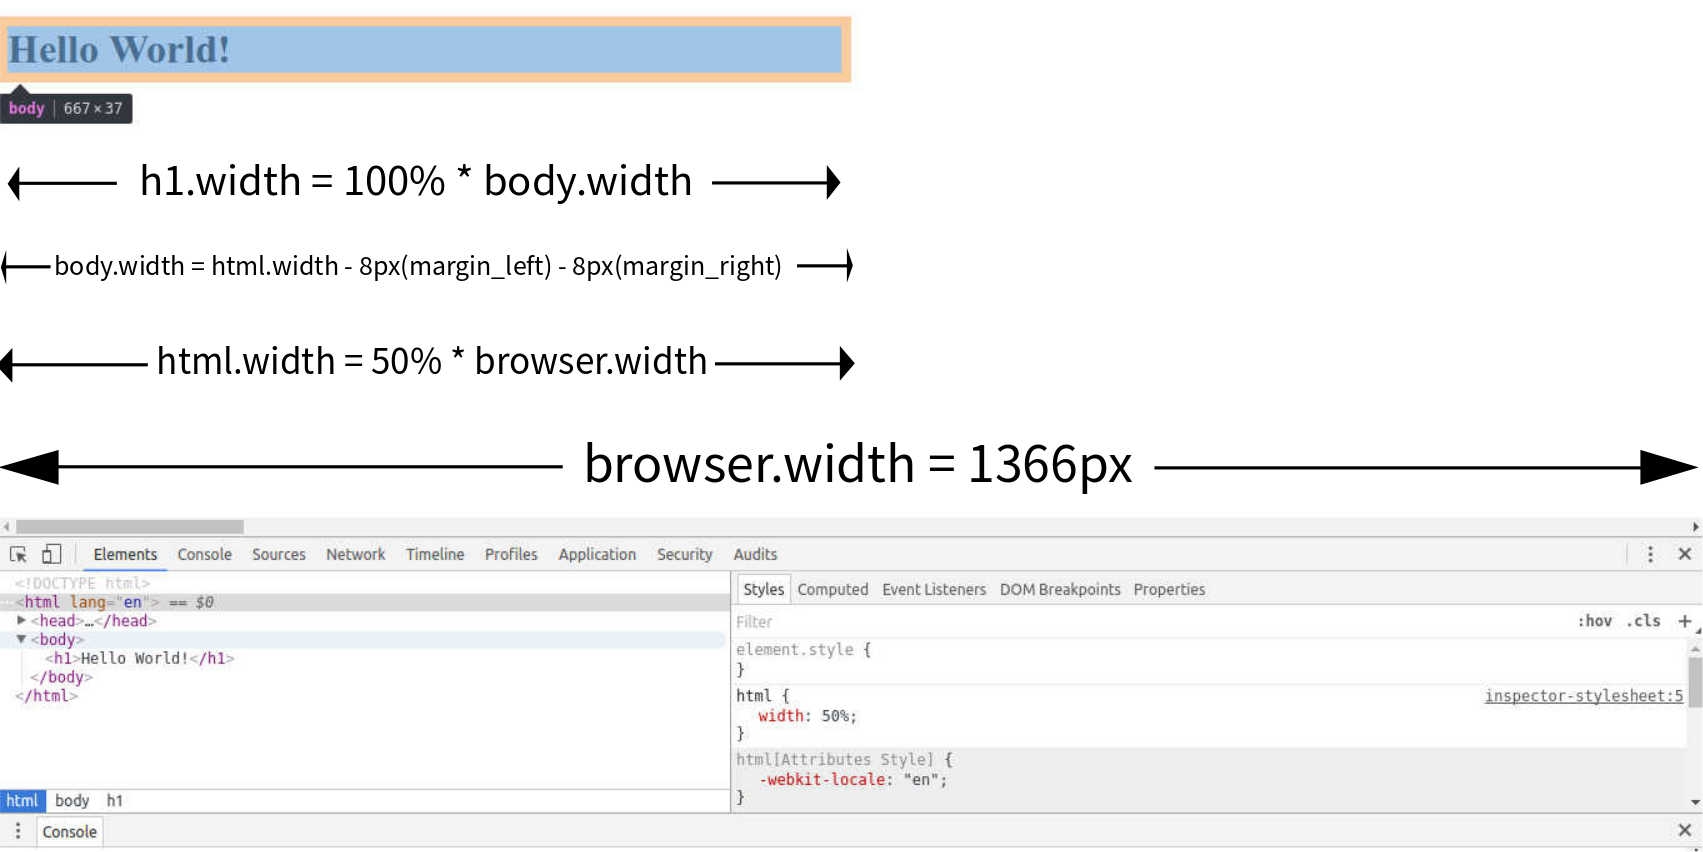 Hello World!
body | 667 × 37
h1.width = 100% * body.width
body.width = html.width - 8px(margin_left) - 8px(margin_right)
html.width = 50% * browser.width
browser.width = 1366px
Elements Console Sources Network Timeline Profiles Application Security Audits
<!DOCTYPE html>
...<html lang="en"> == $0
<head>…</head>
<body>
<h1>Hello World!</h1>
</body>
</html>
html body h1
Styles Computed Event Listeners DOM Breakpoints Properties
Filter :hov .cls +
element.style {
}
html { inspector-stylesheet:5
width: 50%;
}
html[Attributes Style] {
-webkit-locale: "en";
}
Console